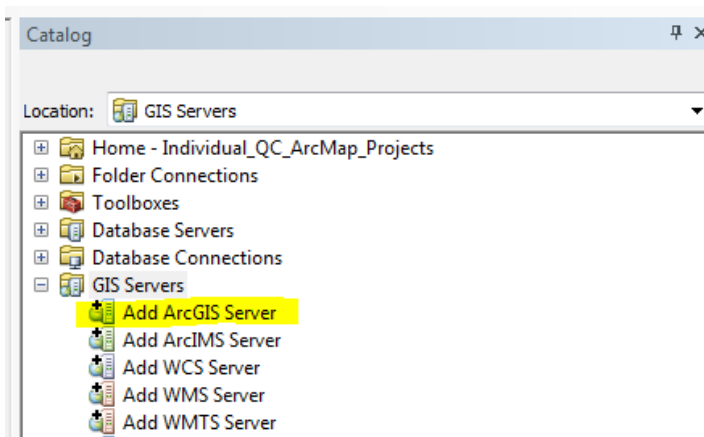 Catalog
Location: GIS Servers
Home - Individual_QC_ArcMap_Projects
Folder Connections
Toolboxes
Database Servers
Database Connections
GIS Servers
Add ArcGIS Server
Add ArcIMS Server
Add WCS Server
Add WMS Server
Add WMTS Server